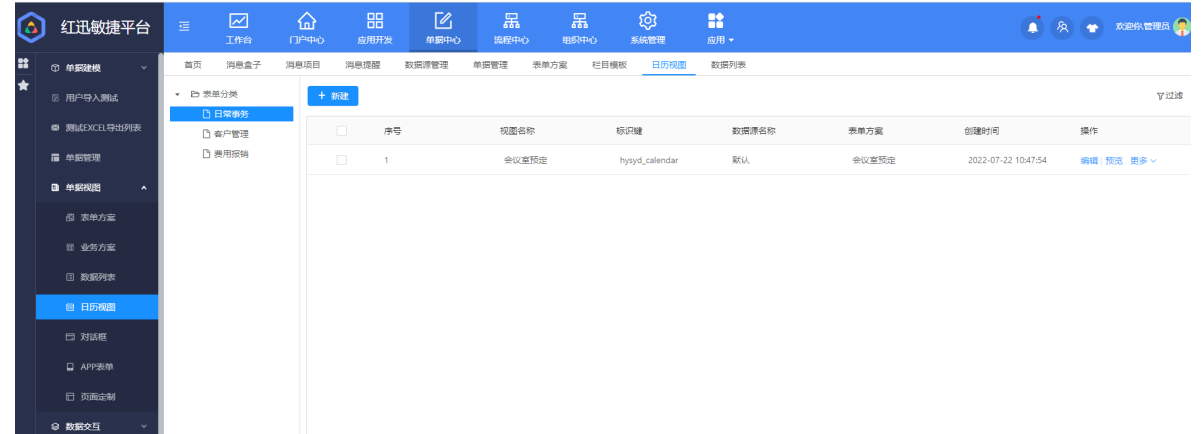 红迅敏捷平台
工作台
门户中心
应用开发
单据中心
流程中心
组织中心
系统管理
应用
欢迎你,管理员
首页 消息盒子 消息项目 消息提醒 数据源管理 单据管理 表单方案 栏目模板 日历视图 数据列表
单据建模
用户导入测试
测试EXCEL导出列表
单据管理
单据视图
表单方案
业务方案
数据列表
日历视图
对话框
APP表单
页面定制
数据交互
表单分类
日常事务
客户管理
费用报销
+ 新建
过滤
序号 视图名称 标识键 数据源名称 表单方案 创建时间 操作
1 会议室预定 hysyd_calendar 默认 会议室预定 2022-07-22 10:47:54 编辑 预览 更多